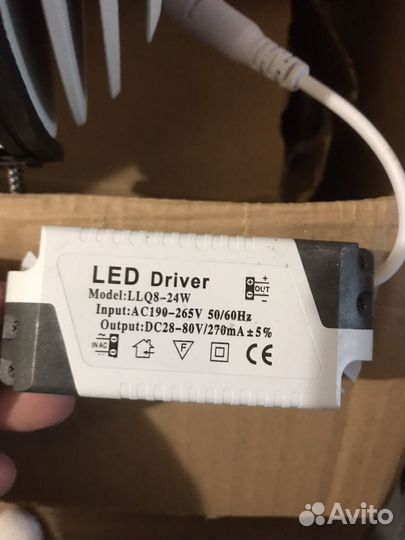 LED Driver
Model:LLQ8-24W
Input:AC190-265V 50/60Hz
Output:DC28-80V/270mA ±5%
+
OUT
-
IN AC
F
CE
Avito